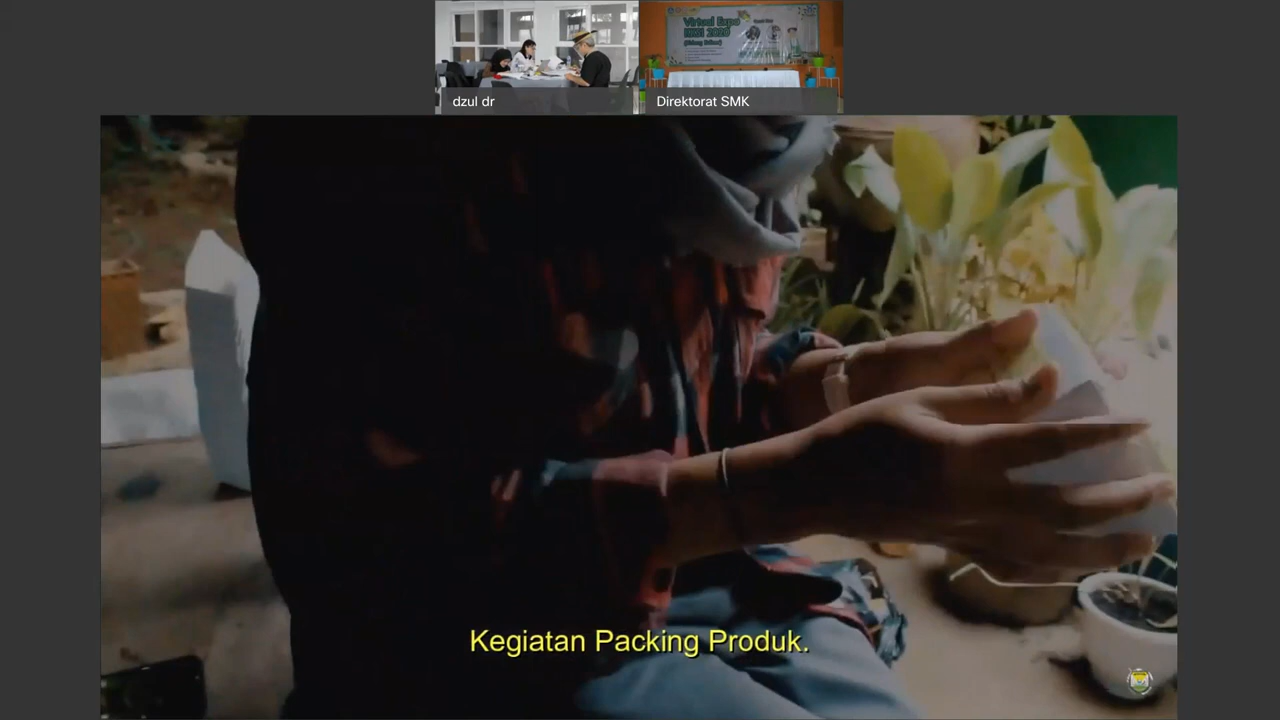 dzul dr
Direktorat SMK
Virtual Expo
Kegiatan Packing Produk.